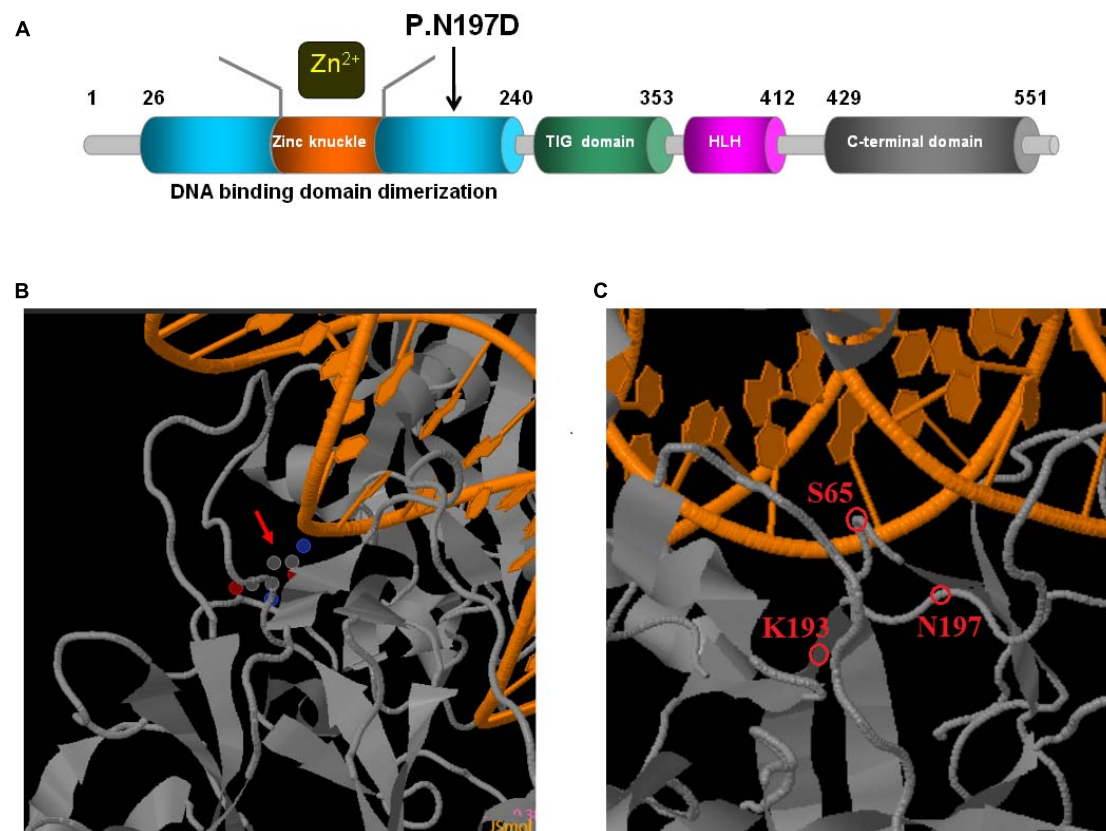 A
P.N197D
Zn²⁺
1 26 240 353 412 429 551
Zinc knuckle TIG domain HLH C-terminal domain
DNA binding domain dimerization
B
C
S65
K193
N197
JSmol